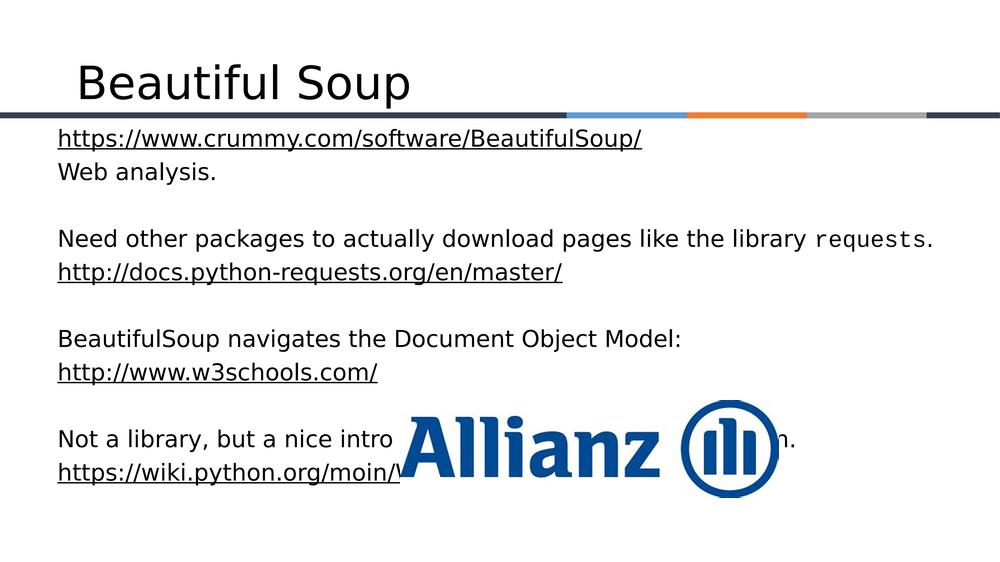 Beautiful Soup
https://www.crummy.com/software/BeautifulSoup/
Web analysis.
Need other packages to actually download pages like the library requests.
http://docs.python-requests.org/en/master/
BeautifulSoup navigates the Document Object Model:
http://www.w3schools.com/
Not a library, but a nice intro
https://wiki.python.org/moin/
Allianz